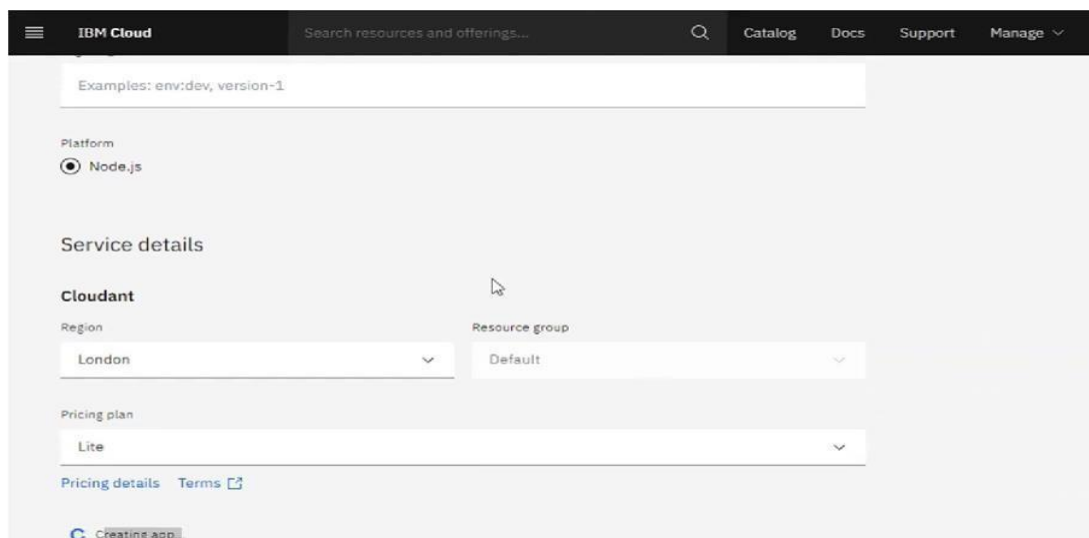 IBM Cloud Search resources and offerings... Catalog Docs Support Manage
Examples: env:dev, version-1
Platform
Node.js
Service details
Cloudant
Region Resource group
London Default
Pricing plan
Lite
Pricing details Terms
Creating app